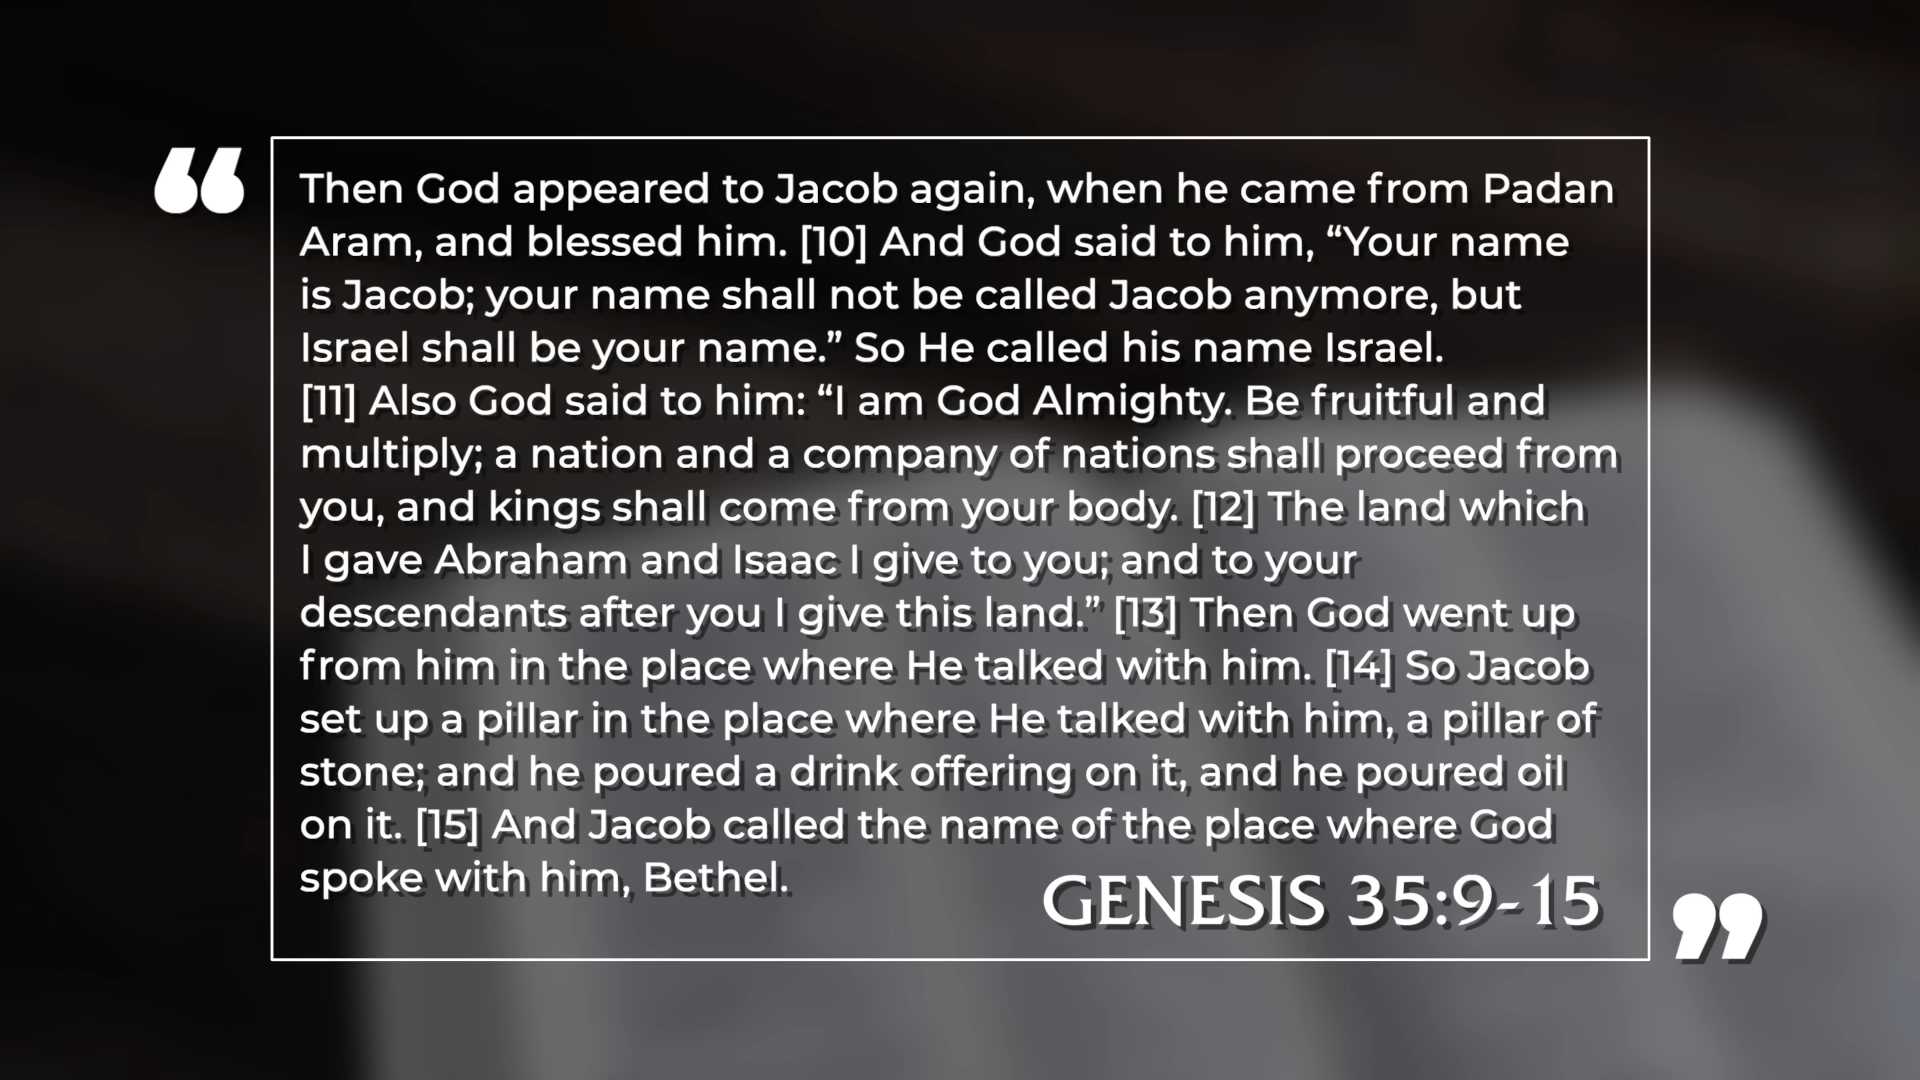 “
Then God appeared to Jacob again, when he came from Padan
Aram, and blessed him. [10] And God said to him, “Your name
is Jacob; your name shall not be called Jacob anymore, but
Israel shall be your name.” So He called his name Israel.
[11] Also God said to him: “I am God Almighty. Be fruitful and
multiply; a nation and a company of nations shall proceed from
you, and kings shall come from your body. [12] The land which
I gave Abraham and Isaac I give to you; and to your
descendants after you I give this land.” [13] Then God went up
from him in the place where He talked with him. [14] So Jacob
set up a pillar in the place where He talked with him, a pillar of
stone; and he poured a drink offering on it, and he poured oil
on it. [15] And Jacob called the name of the place where God
spoke with him, Bethel.
GENESIS 35:9-15
”